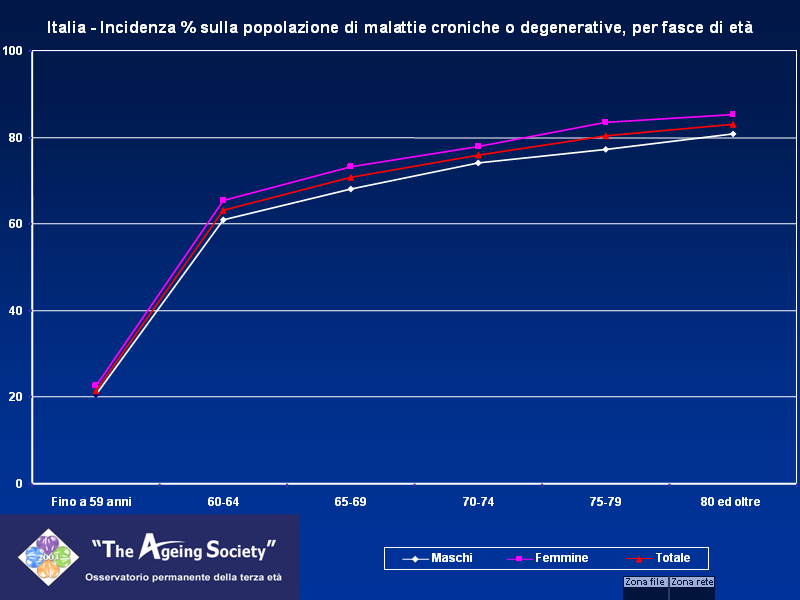 Italia - Incidenza % sulla popolazione di malattie croniche o degenerative, per fasce di età
100
80
60
40
20
0
Fino a 59 anni 60-64 65-69 70-74 75-79 80 ed oltre
Maschi Femmine Totale
2004
"The Ageing Society"
Osservatorio permanente della terza età
Zona file Zona rete